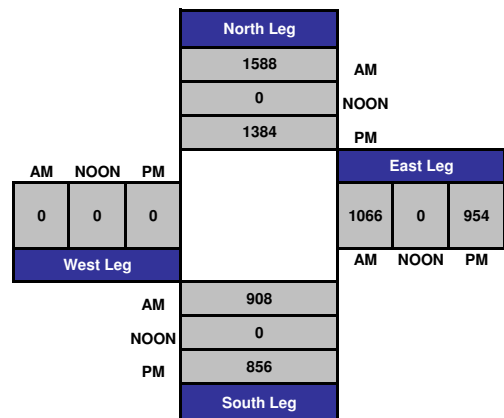 North Leg
1588 AM
0 NOON
1384 PM
AM NOON PM East Leg
0 0 0 1066 0 954
West Leg AM NOON PM
AM 908
NOON 0
PM 856
South Leg